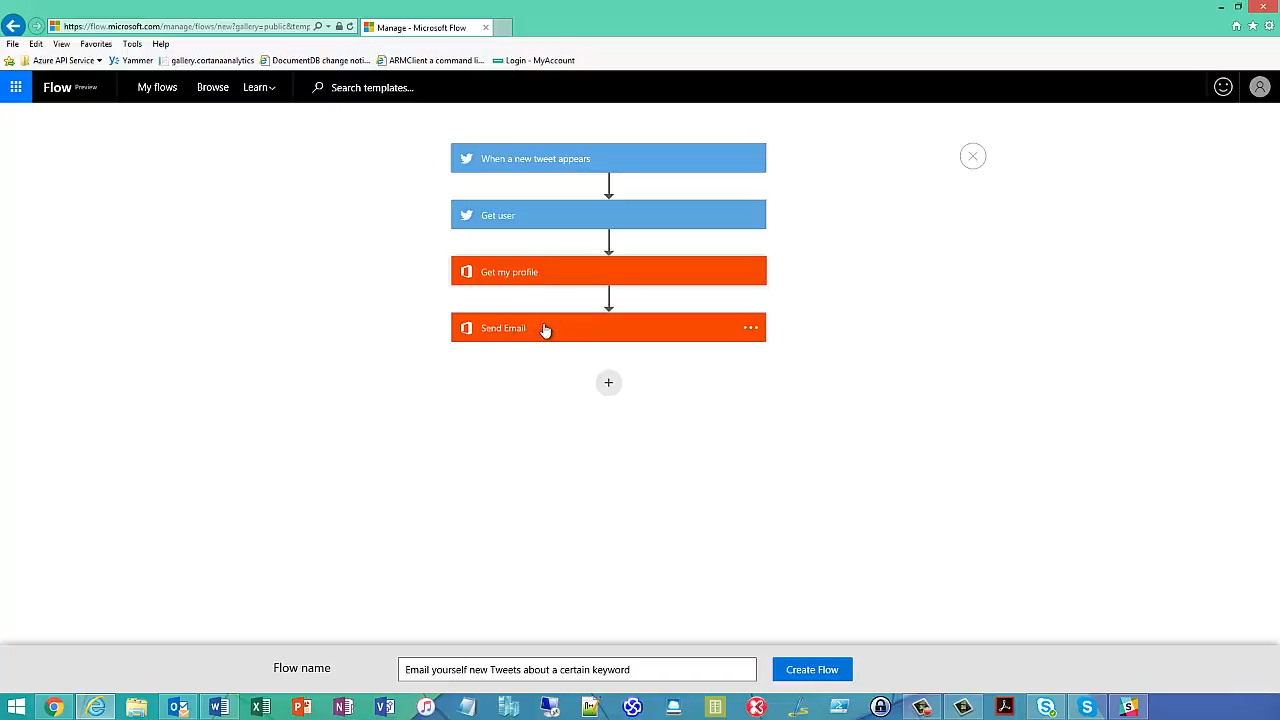 https://flow.microsoft.com/manage/flows/new?gallery=public&temp
Manage - Microsoft Flow
File Edit View Favorites Tools Help
Azure API Service Yammer gallery.cortanaanalytics DocumentDB change noti... ARMClient a command li... Login - MyAccount
Flow Preview My flows Browse Learn Search templates...
When a new tweet appears
Get user
Get my profile
Send Email
Flow name Email yourself new Tweets about a certain keyword Create Flow